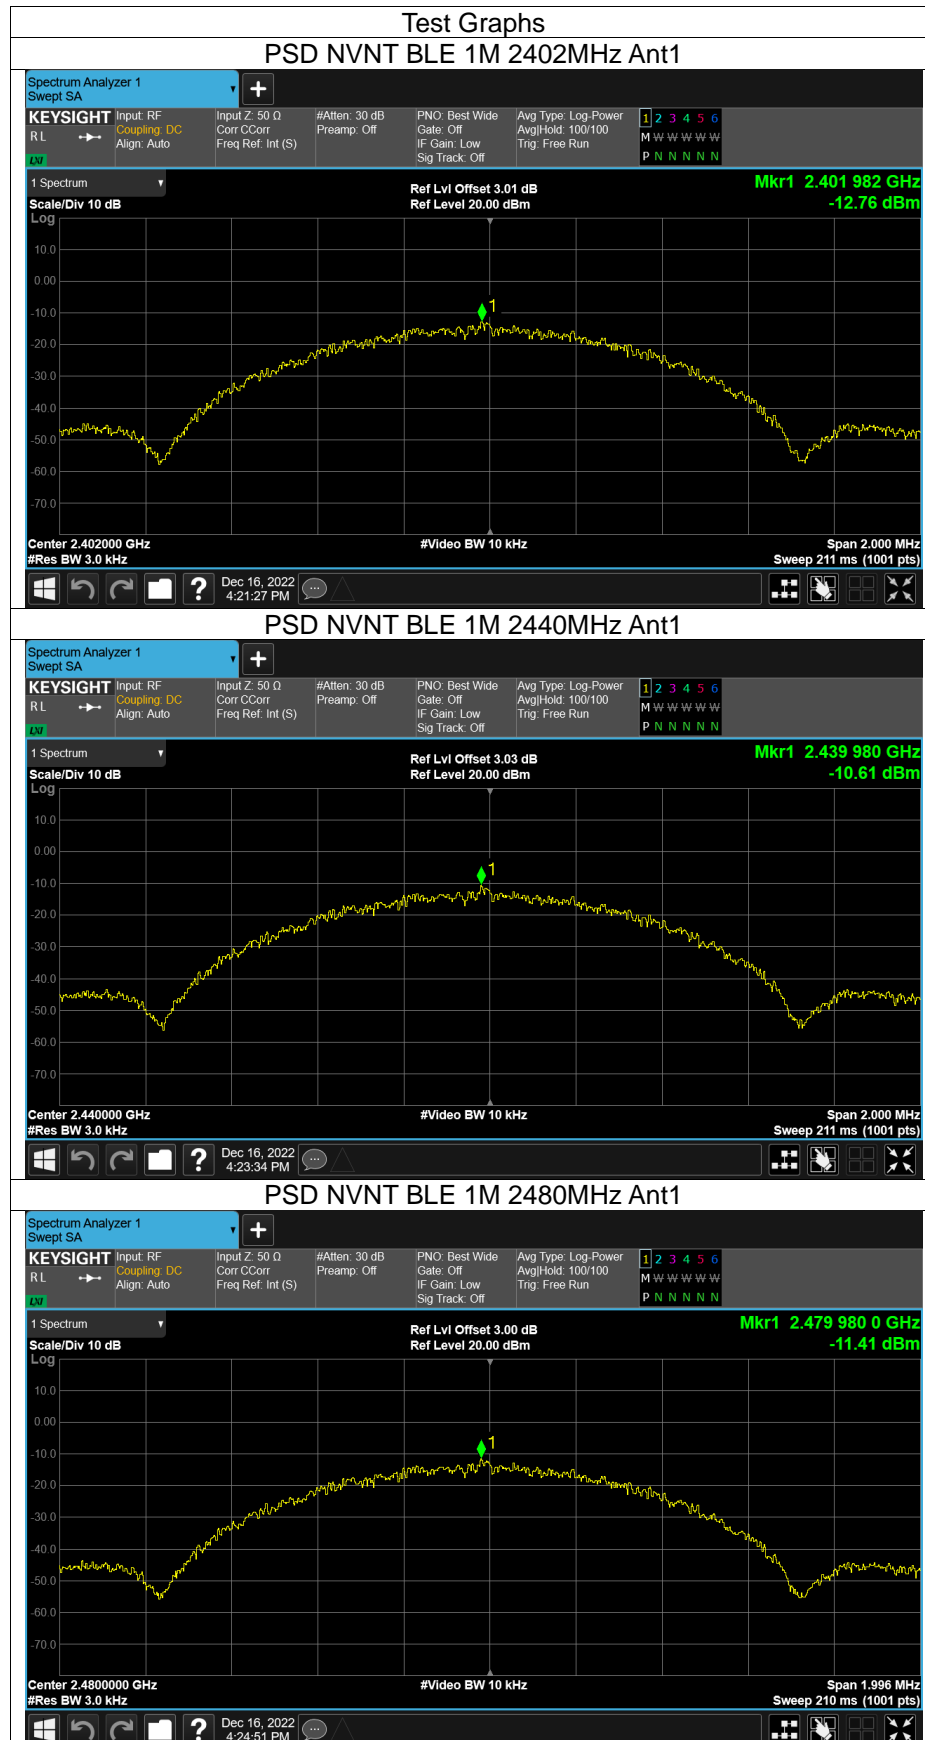 Test Graphs
PSD NVNT BLE 1M 2402MHz Ant1
Spectrum Analyzer 1
Swept SA
KEYSIGHT Input: RF Input Z: 50 Ω #Atten: 30 dB PNO: Best Wide Avg Type: Log-Power 1 2 3 4 5 6
R L Coupling: DC Corr CCorr Preamp: Off Gate: Off Avg|Hold: 100/100 M W W W W W
Align: Auto Freq Ref: Int (S) IF Gain: Low Trig: Free Run
LXI Sig Track: Off P N N N N N
1 Spectrum Ref Lvl Offset 3.01 dB Mkr1 2.401 982 GHz
Scale/Div 10 dB Ref Level 20.00 dBm -12.76 dBm
Log
10.0
0.00
1
-10.0
-20.0
-30.0
-40.0
-50.0
-60.0
-70.0
Center 2.402000 GHz #Video BW 10 kHz Span 2.000 MHz
#Res BW 3.0 kHz Sweep 211 ms (1001 pts)
? Dec 16, 2022
4:21:27 PM
PSD NVNT BLE 1M 2440MHz Ant1
Spectrum Analyzer 1
Swept SA
KEYSIGHT Input: RF Input Z: 50 Ω #Atten: 30 dB PNO: Best Wide Avg Type: Log-Power 1 2 3 4 5 6
R L Coupling: DC Corr CCorr Preamp: Off Gate: Off Avg|Hold: 100/100 M W W W W W
Align: Auto Freq Ref: Int (S) IF Gain: Low Trig: Free Run
LXI Sig Track: Off P N N N N N
1 Spectrum Ref Lvl Offset 3.03 dB Mkr1 2.439 980 GHz
Scale/Div 10 dB Ref Level 20.00 dBm -10.61 dBm
Log
10.0
0.00
1
-10.0
-20.0
-30.0
-40.0
-50.0
-60.0
-70.0
Center 2.440000 GHz #Video BW 10 kHz Span 2.000 MHz
#Res BW 3.0 kHz Sweep 211 ms (1001 pts)
? Dec 16, 2022
4:23:34 PM
PSD NVNT BLE 1M 2480MHz Ant1
Spectrum Analyzer 1
Swept SA
KEYSIGHT Input: RF Input Z: 50 Ω #Atten: 30 dB PNO: Best Wide Avg Type: Log-Power 1 2 3 4 5 6
R L Coupling: DC Corr CCorr Preamp: Off Gate: Off Avg|Hold: 100/100 M W W W W W
Align: Auto Freq Ref: Int (S) IF Gain: Low Trig: Free Run
LXI Sig Track: Off P N N N N N
1 Spectrum Ref Lvl Offset 3.00 dB Mkr1 2.479 980 0 GHz
Scale/Div 10 dB Ref Level 20.00 dBm -11.41 dBm
Log
10.0
0.00
1
-10.0
-20.0
-30.0
-40.0
-50.0
-60.0
-70.0
Center 2.4800000 GHz #Video BW 10 kHz Span 1.996 MHz
#Res BW 3.0 kHz Sweep 210 ms (1001 pts)
? Dec 16, 2022
4:24:51 PM